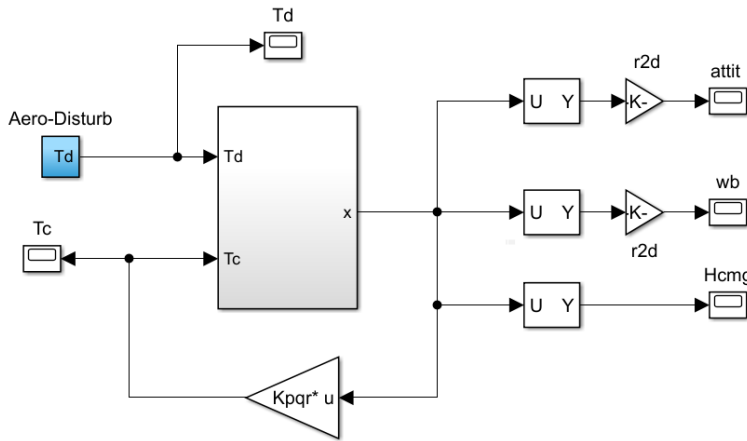 Td
r2d
attit
Aero-Disturb
U Y
-K-
Td
Td
x
wb
U Y
-K-
Tc
Tc
r2d
Hcmg
U Y
Kpqr* u